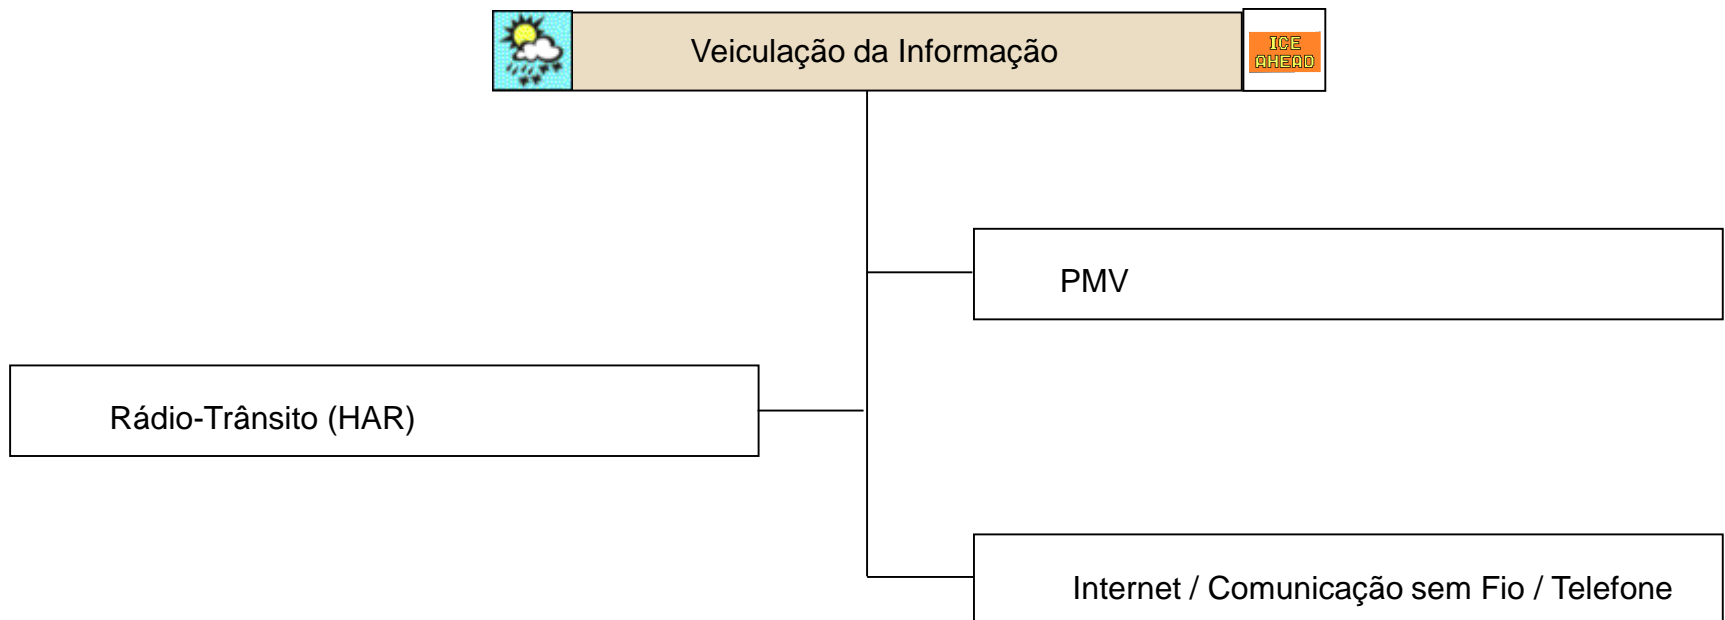 Veiculação da Informação
ICE
AHEAD
PMV
Rádio-Trânsito (HAR)
Internet / Comunicação sem Fio / Telefone